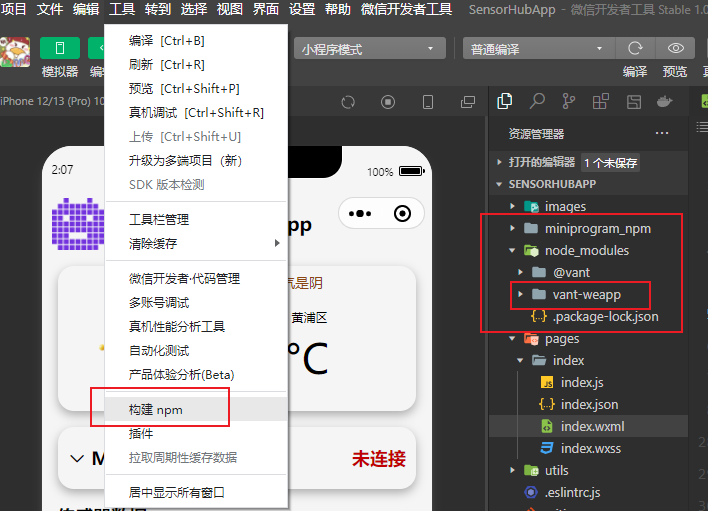 项目 文件 编辑 工具 转到 选择 视图 界面 设置 帮助 微信开发者工具 SensorHubApp - 微信开发者工具 Stable 1.0
小程序模式 普通编译
模拟器 编译 预览
iPhone 12/13 (Pro) 10
编译 [Ctrl+B]
刷新 [Ctrl+R]
预览 [Ctrl+Shift+P]
真机调试 [Ctrl+Shift+R]
上传 [Ctrl+Shift+U]
升级为多端项目（新）
SDK 版本检测
工具栏管理
清除缓存
微信开发者·代码管理
多账号调试
真机性能分析工具
自动化测试
产品体验分析(Beta)
构建 npm
插件
拉取周期性缓存数据
居中显示所有窗口
2:07
100%
pp
气是阴
黄浦区
°C
M
未连接
资源管理器
打开的编辑器 1 个未保存
SENSORHUBAPP
images
miniprogram_npm
node_modules
@vant
vant-weapp
.package-lock.json
pages
index
index.js
index.json
index.wxml
index.wxss
utils
.eslintrc.js